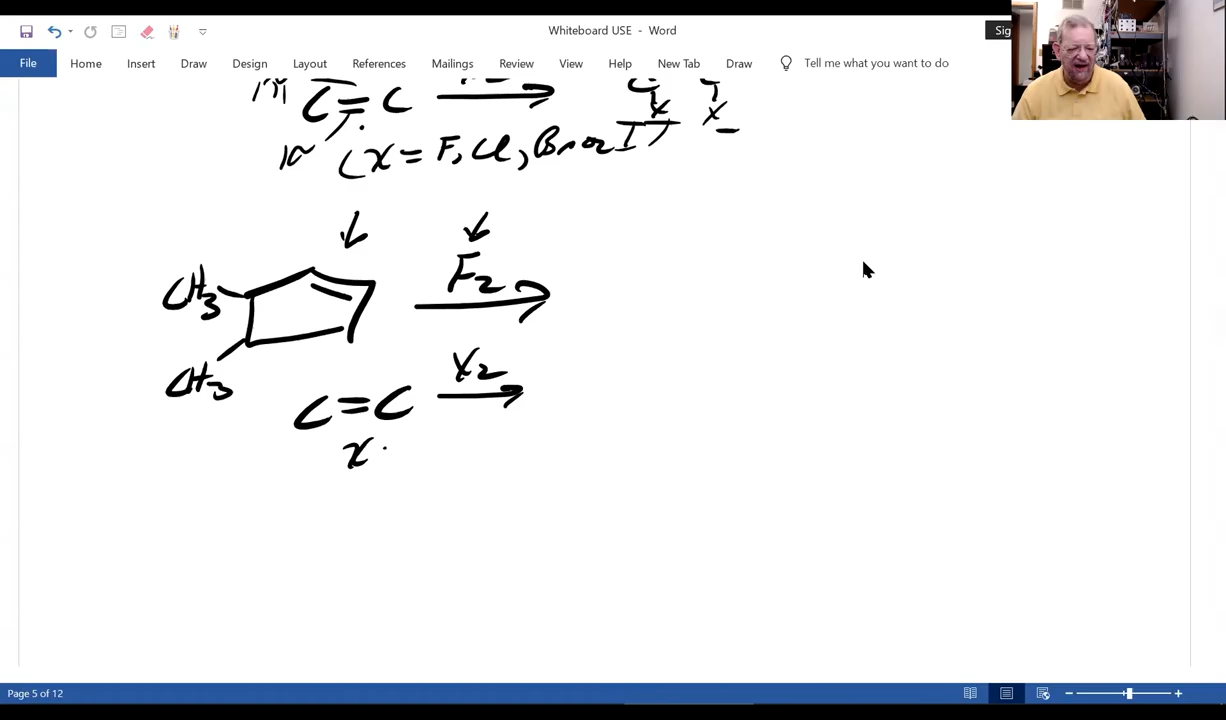 Whiteboard USE - Word
Sig
File Home Insert Draw Design Layout References Mailings Review View Help New Tab Draw Tell me what you want to do
C = C C C
X X
(X = F, Cl, Br or I)
CH3 F2
CH3 X2
C=C
X
Page 5 of 12